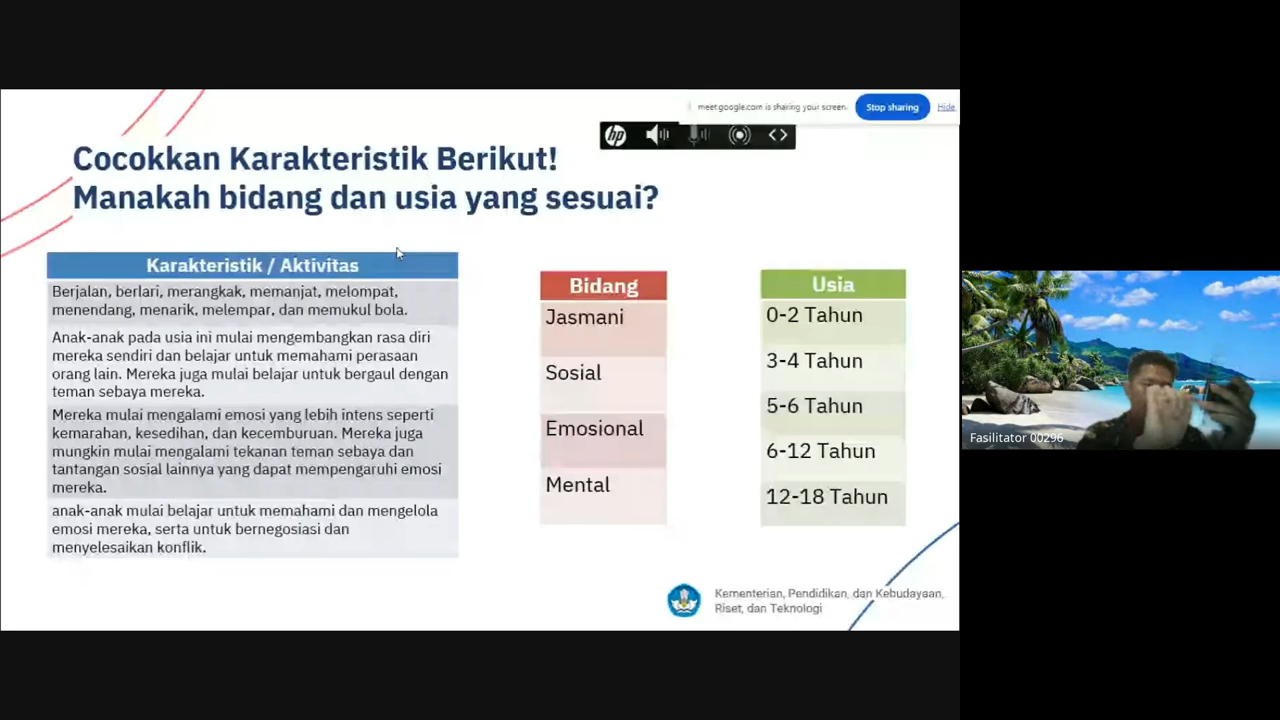 meet.google.com is sharing your screen.
Stop sharing
Hide
hp
Cocokkan Karakteristik Berikut!
Manakah bidang dan usia yang sesuai?
Karakteristik / Aktivitas
Berjalan, berlari, merangkak, memanjat, melompat,
menendang, menarik, melempar, dan memukul bola.
Anak-anak pada usia ini mulai mengembangkan rasa diri
mereka sendiri dan belajar untuk memahami perasaan
orang lain. Mereka juga mulai belajar untuk bergaul dengan
teman sebaya mereka.
Mereka mulai mengalami emosi yang lebih intens seperti
kemarahan, kesedihan, dan kecemburuan. Mereka juga
mungkin mulai mengalami tekanan teman sebaya dan
tantangan sosial lainnya yang dapat mempengaruhi emosi
mereka.
anak-anak mulai belajar untuk memahami dan mengelola
emosi mereka, serta untuk bernegosiasi dan
menyelesaikan konflik.
Bidang
Jasmani
Sosial
Emosional
Mental
Usia
0-2 Tahun
3-4 Tahun
5-6 Tahun
6-12 Tahun
12-18 Tahun
Kementerian, Pendidikan, dan Kebudayaan,
Riset, dan Teknologi
Fasilitator 00296